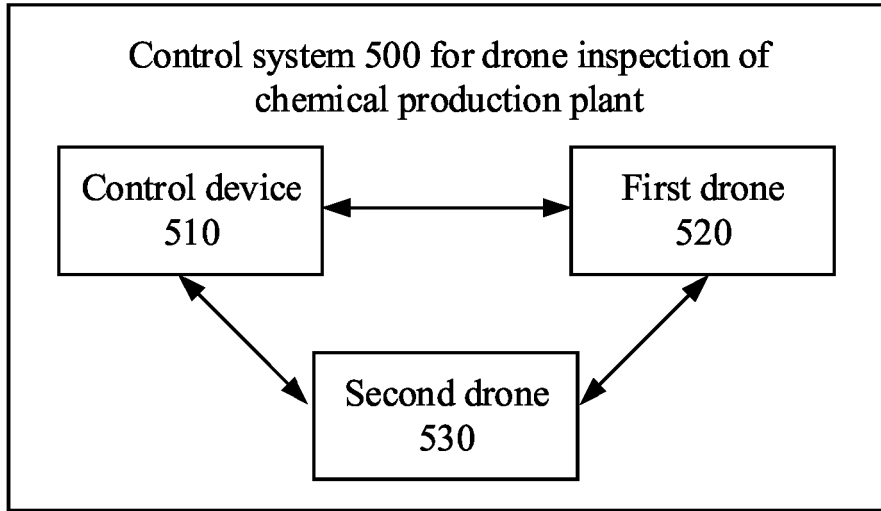 Control system 500 for drone inspection of
chemical production plant
Control device
510
First drone
520
Second drone
530